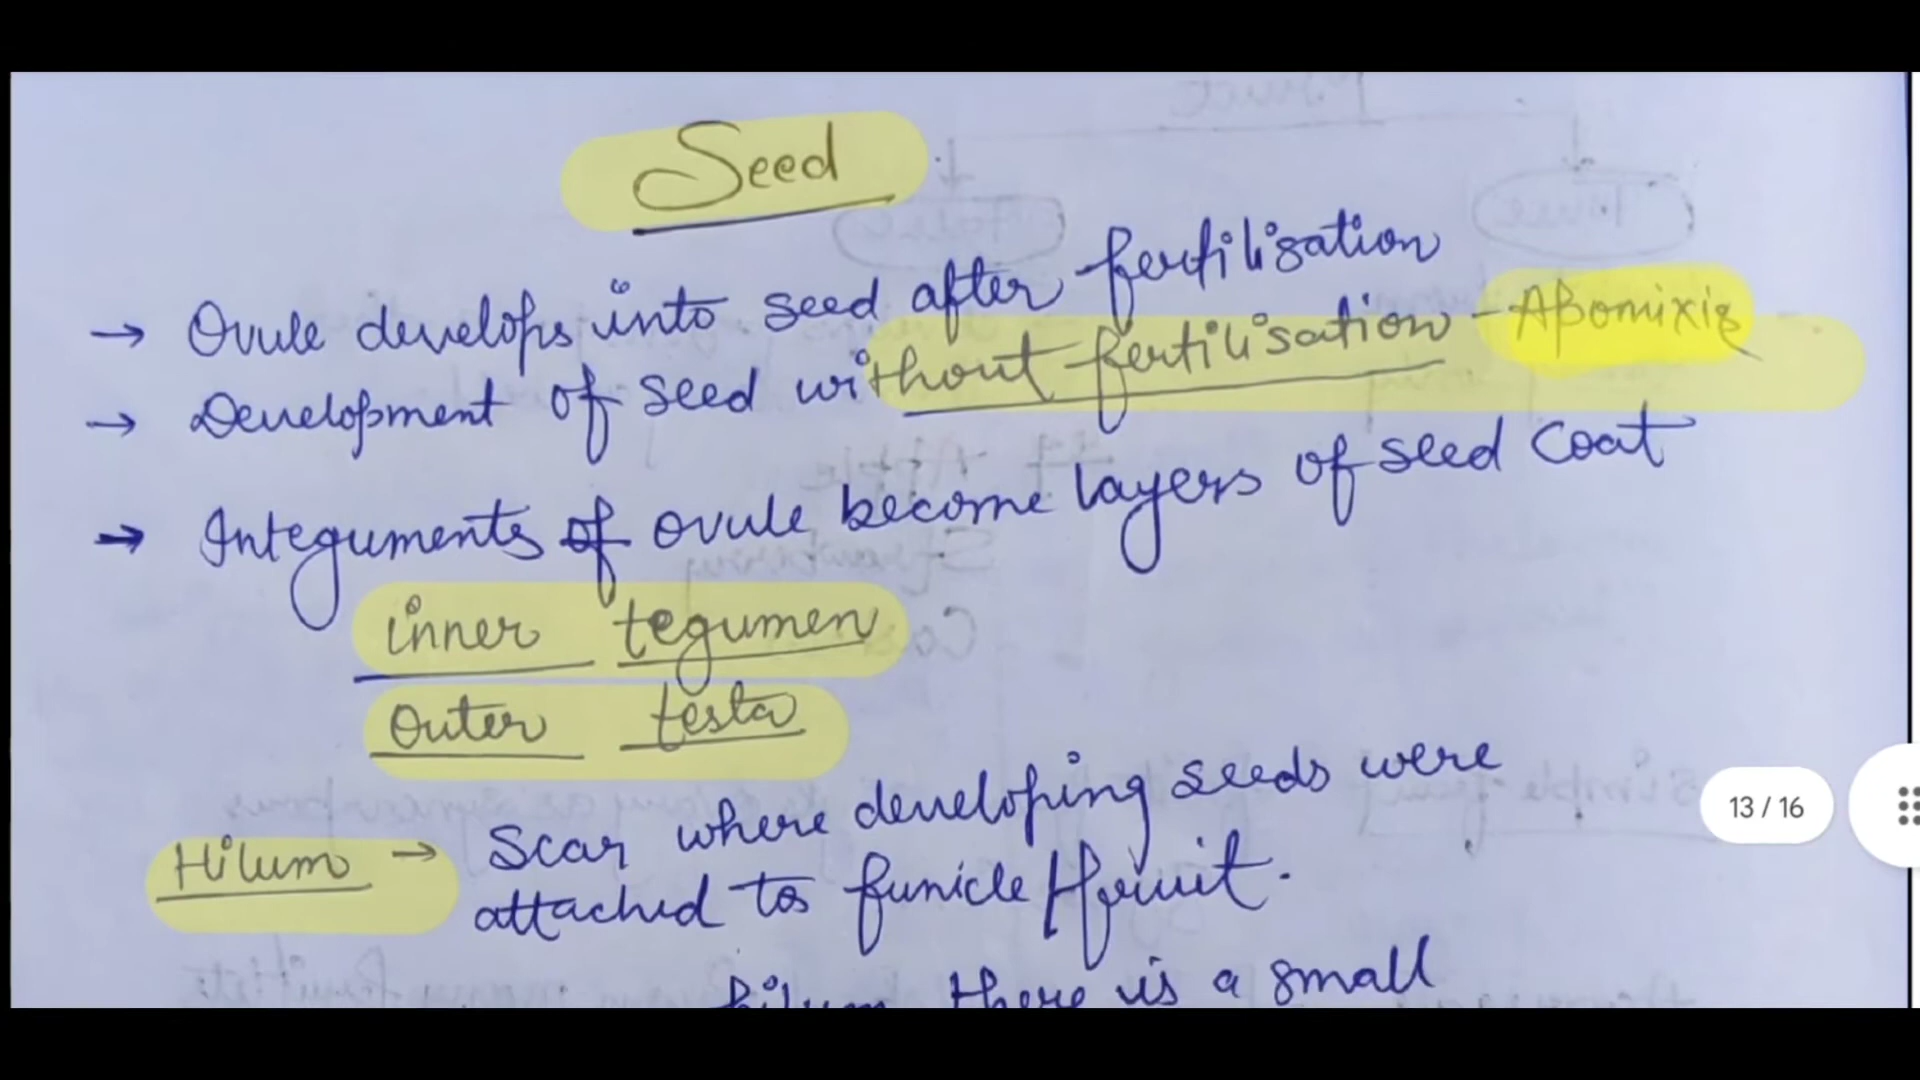 Seed
→ Ovule develops into seed after fertilisation
→ Development of seed without fertilisation - Apomixis
→ Integuments of ovule become layers of seed coat
inner tegumen
Outer testa
Hilum → Scar where developing seeds were
attached to funicle/fruit.
hilum there is a small
13 / 16